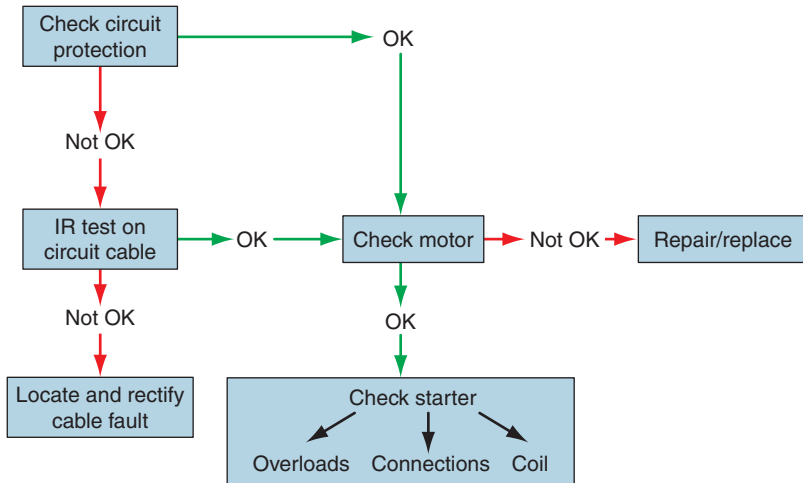 Check circuit
protection
OK
Not OK
IR test on
circuit cable
OK
Check motor
Not OK
Repair/replace
Not OK
OK
Locate and rectify
cable fault
Check starter
Overloads
Connections
Coil